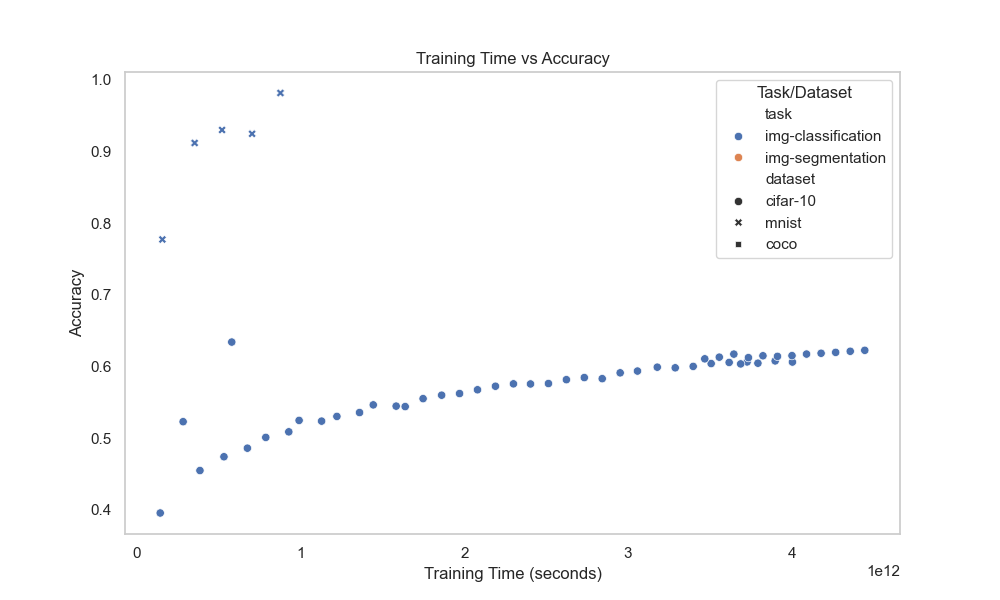 Training Time vs Accuracy
1.0
0.9
0.8
0.7
0.6
0.5
0.4
Accuracy
Task/Dataset
task
img-classification
img-segmentation
dataset
cifar-10
mnist
coco
0 1 2 3 4
1e12
Training Time (seconds)